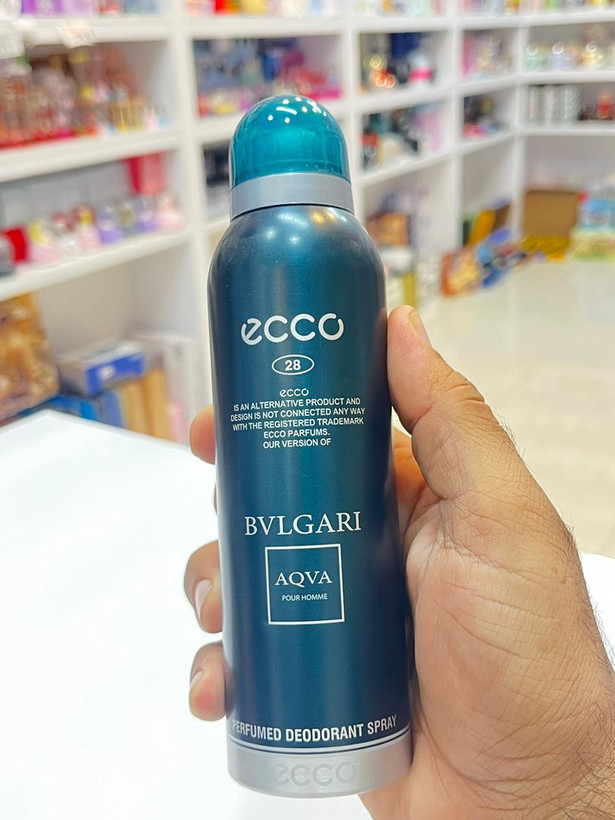 ecco
28
ecco
IS AN ALTERNATIVE PRODUCT AND
DESIGN IS NOT CONNECTED ANY WAY
WITH THE REGISTERED TRADEMARK
ECCO PARFUMS.
OUR VERSION OF
BVLGARI
AQVA
POUR HOMME
PERFUMED DEODORANT SPRAY
ecco